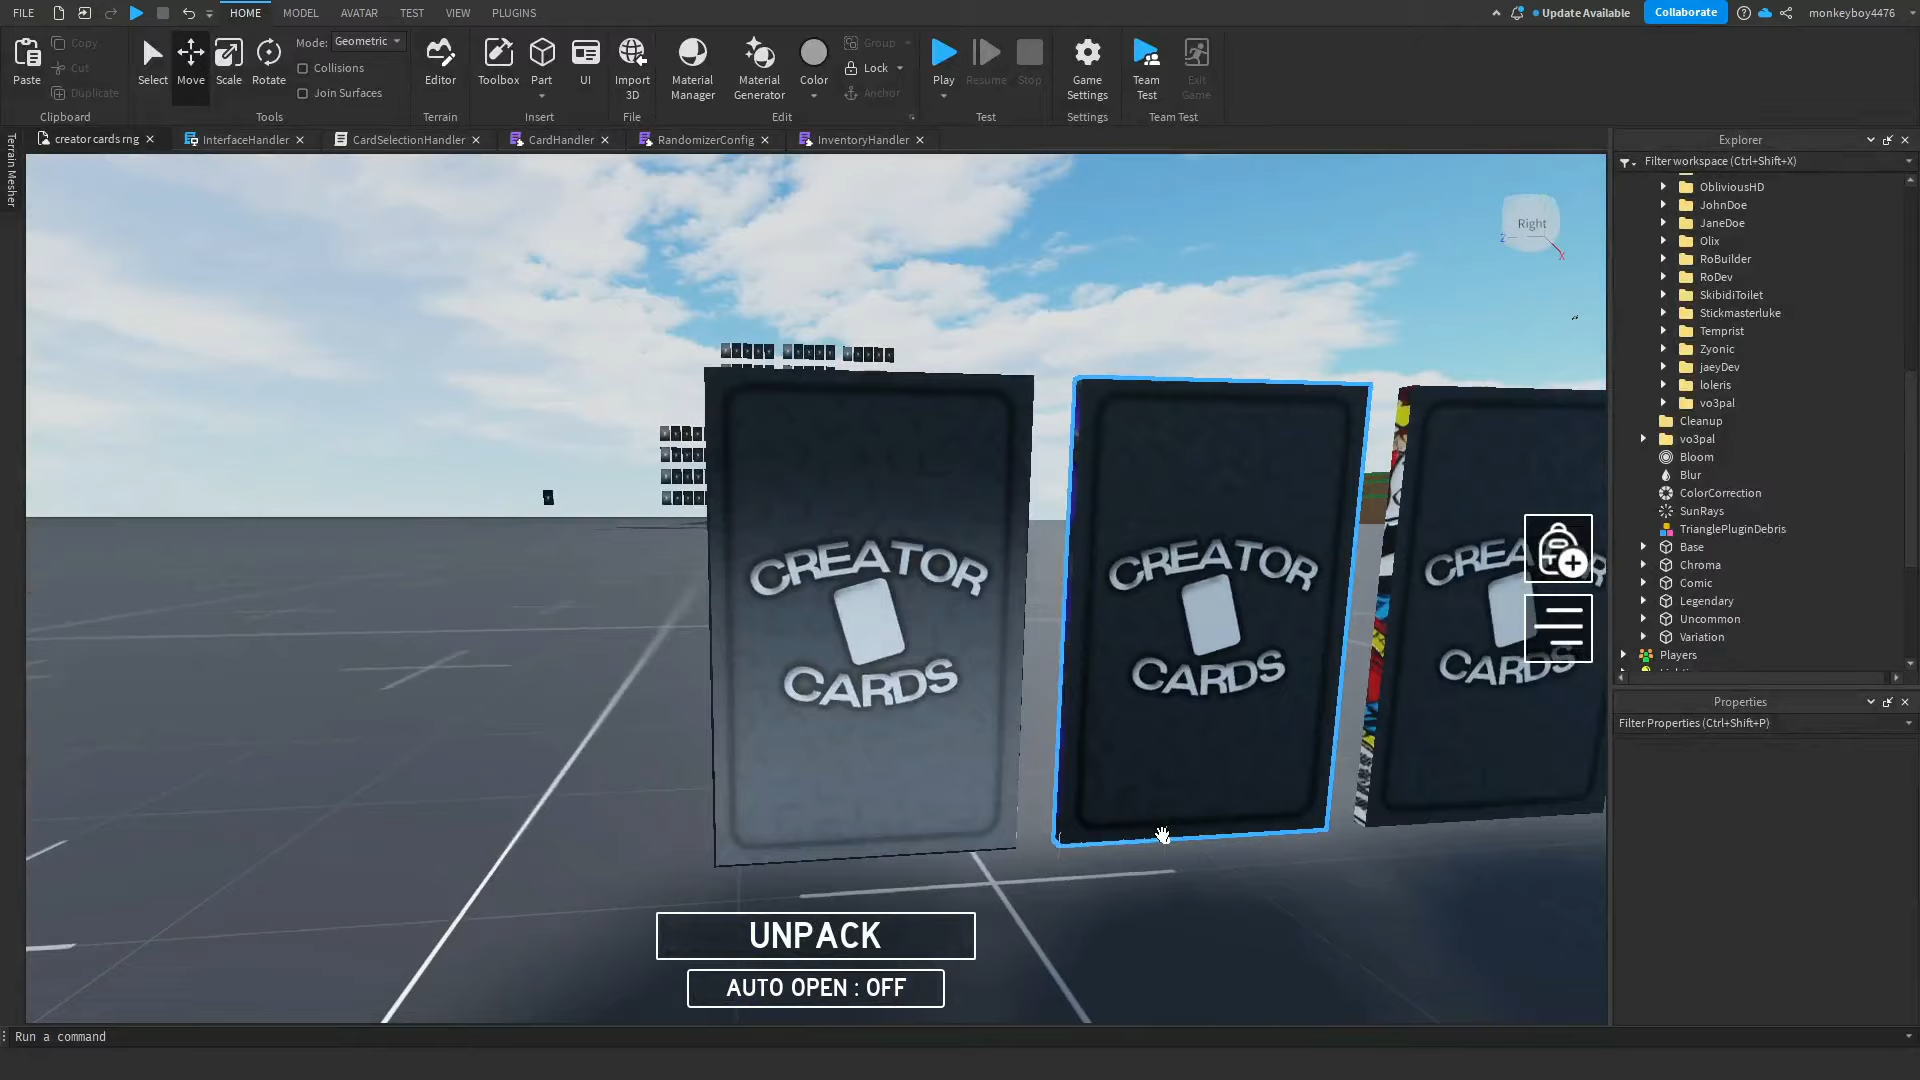 FILE HOME MODEL AVATAR TEST VIEW PLUGINS Update Available Collaborate monkeyboy4476
Paste Copy Cut Duplicate Clipboard
Select Move Scale Rotate Mode: Geometric Collisions Join Surfaces Tools
Editor Terrain
Toolbox Part UI Insert
Import 3D File
Material Manager Material Generator Color Group Lock Anchor Edit
Play Resume Stop Test
Game Settings Settings
Team Test Exit Game Team Test
creator cards rng InterfaceHandler CardSelectionHandler CardHandler RandomizerConfig InventoryHandler
Terrain Mesher
Right
Z X
CREATOR
CARDS
CREATOR
CARDS
CREATOR
CARDS
UNPACK
AUTO OPEN : OFF
Explorer
Filter workspace (Ctrl+Shift+X)
ObliviousHD
JohnDoe
JaneDoe
Olix
RoBuilder
RoDev
SkibidiToilet
Stickmasterluke
Temprist
Zyonic
jaeyDev
loleris
vo3pal
Cleanup
vo3pal
Bloom
Blur
ColorCorrection
SunRays
TrianglePluginDebris
Base
Chroma
Comic
Legendary
Uncommon
Variation
Players
Properties
Filter Properties (Ctrl+Shift+P)
Run a command